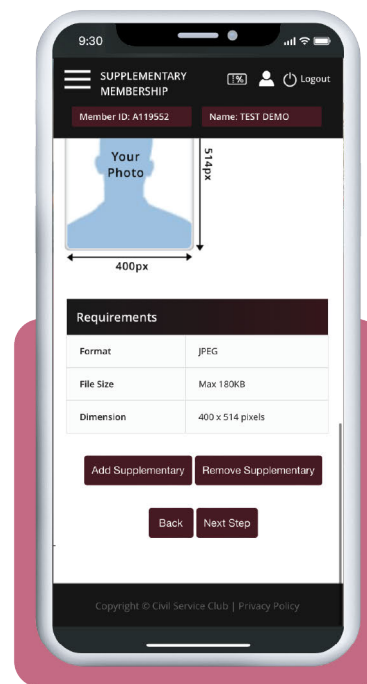 9:30
SUPPLEMENTARY
MEMBERSHIP
Logout
Member ID: A119552
Name: TEST DEMO
Your
Photo
514px
400px
Requirements
Format
JPEG
File Size
Max 180KB
Dimension
400 x 514 pixels
Add Supplementary
Remove Supplementary
Back
Next Step
Copyright © Civil Service Club | Privacy Policy